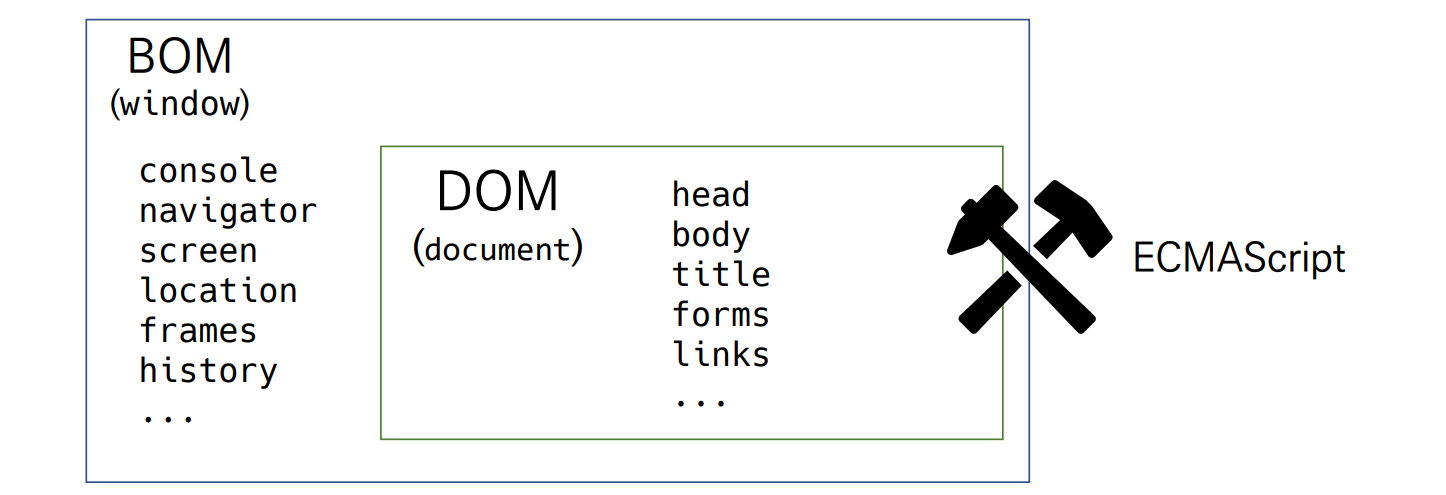 BOM
(window)
console
navigator
screen
location
frames
history
...
DOM
(document)
head
body
title
forms
links
...
ECMAScript